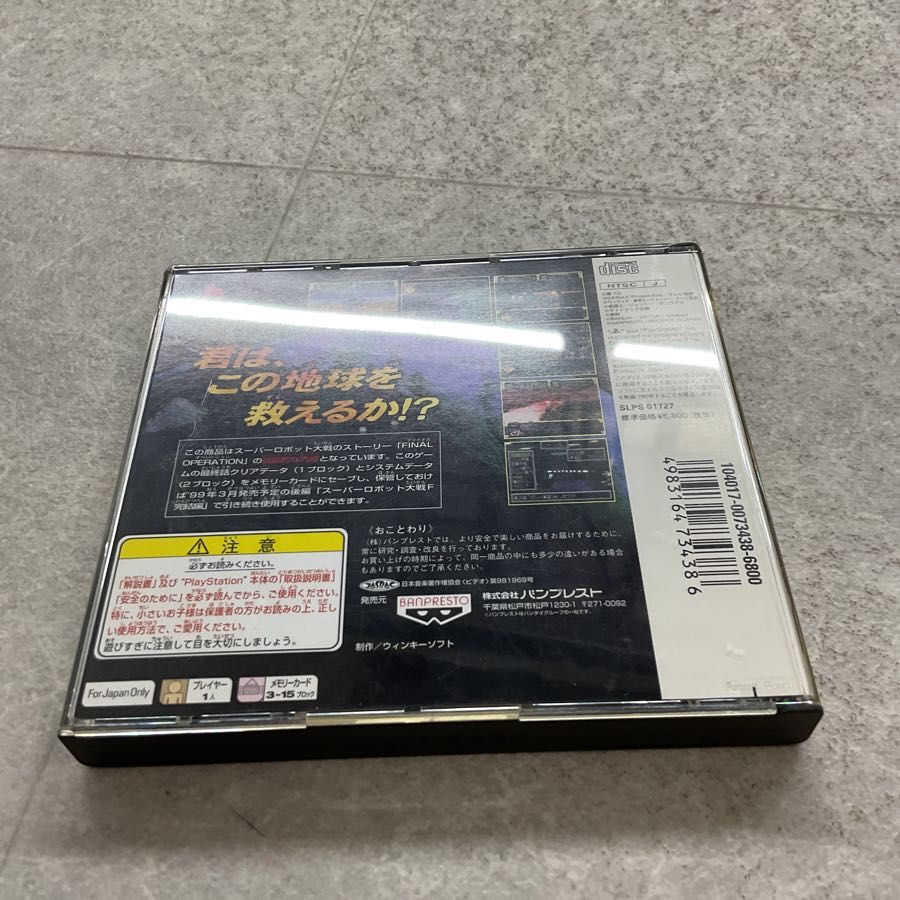 君は、
この地球を
救えるか!?
この商品はスーパーロボット大戦のストーリー「FINAL
OPERATION」の
となっています。このゲー
ムの最終話クリアデータ（1ブロック）とシステムデータ
（2ブロック）をメモリーカードにセーブし、保管しておけ
ば'99年3月発売予定の後編「スーパーロボット大戦F
完結編」で引き続き使用することができます。
《おことわり》
（株）バンプレストでは、より安全で楽しい商品をお届けするために、
常に研究・調査・改良を行っております。
お買い上げの時期によって、同一商品の中にも多少の違いがある場合
もありますのでご了承ください。
日本音楽著作権協会（ビデオ）第9811969号
発売元
BANPRESTO
株式会社バンプレスト
千葉県松戸市松戸1230-1 〒271-0092
※バンプレストはバンダイグループの一社です。
制作／ウィンキーソフト
注意
必ずお読みください。
「解説書」及び"PlayStation"本体の「取扱説明書」
「安全のために」を必ず読んでから、ご使用ください。
特に、小さいお子様は保護者の方がお読みの上、正し
い使用方法で、ご愛用ください。
遊びすぎに注意して目を大切にしましょう。
For Japan Only
プレイヤー
1人
メモリーカード
3~15ブロック
COMPACT
disc
NTSC J
SLPS 01727
標準価格¥6,800(税抜)
104017-0073438-6800
4983164734386